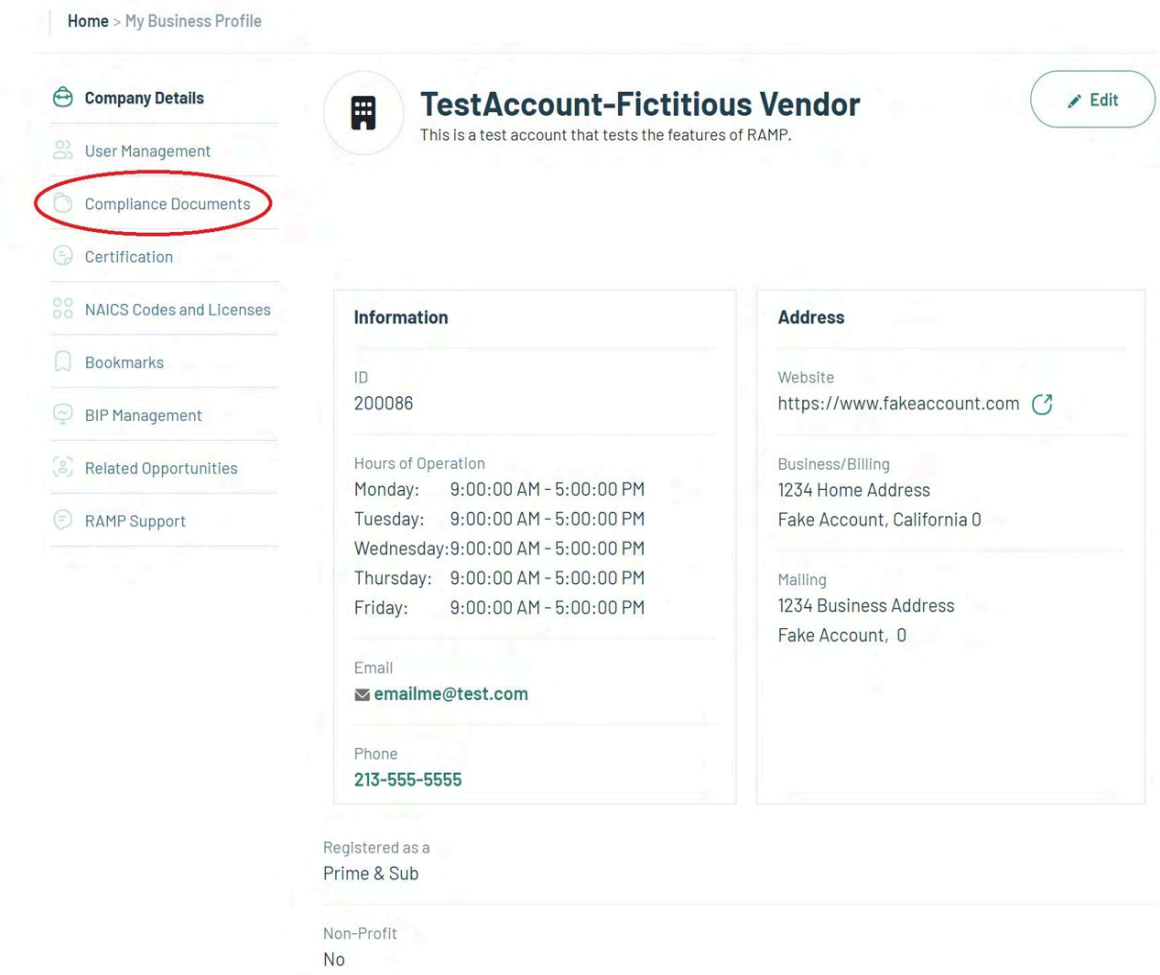 Home > My Business Profile
Company Details
User Management
Compliance Documents
Certification
NAICS Codes and Licenses
Bookmarks
BIP Management
Related Opportunities
RAMP Support
TestAccount-Fictitious Vendor
This is a test account that tests the features of RAMP.
Edit
Information
ID
200086
Hours of Operation
Monday: 9:00:00 AM - 5:00:00 PM
Tuesday: 9:00:00 AM - 5:00:00 PM
Wednesday:9:00:00 AM - 5:00:00 PM
Thursday: 9:00:00 AM - 5:00:00 PM
Friday: 9:00:00 AM - 5:00:00 PM
Email
emailme@test.com
Phone
213-555-5555
Address
Website
https://www.fakeaccount.com
Business/Billing
1234 Home Address
Fake Account, California 0
Mailing
1234 Business Address
Fake Account, 0
Registered as a
Prime & Sub
Non-Profit
No